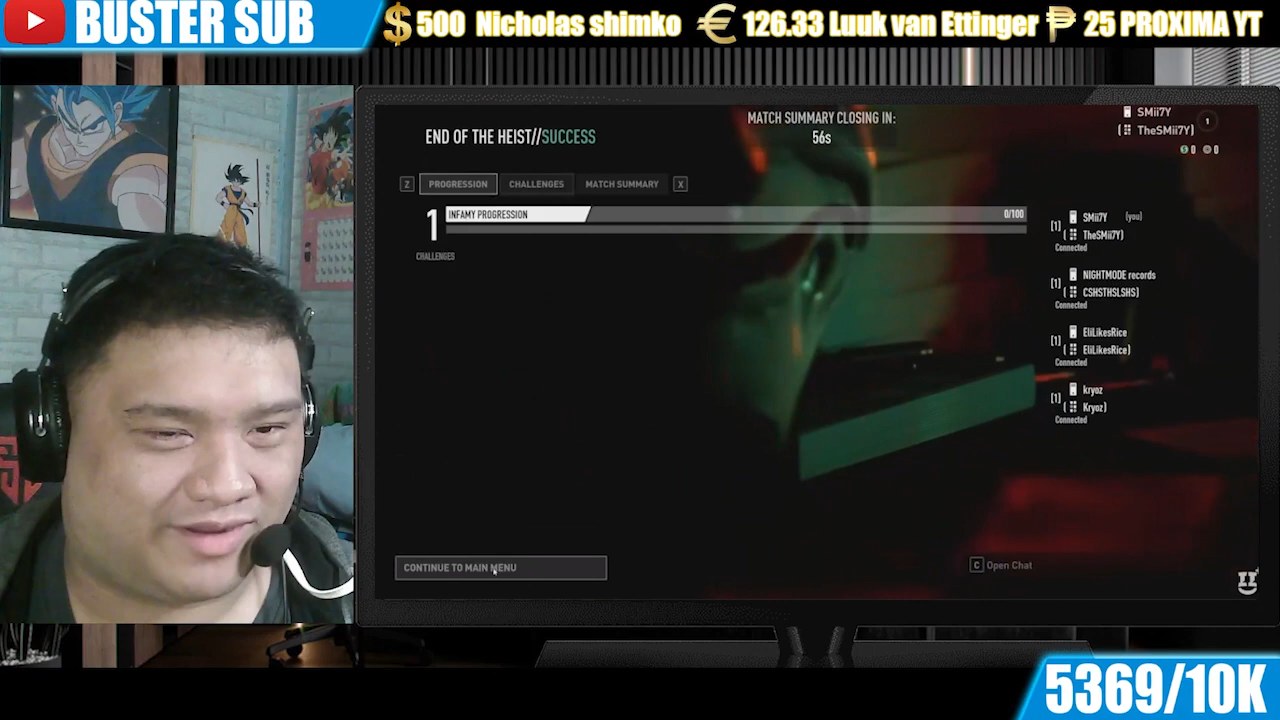 BUSTER SUB
$ 500 Nicholas shimko € 126.33 Luuk van Ettinger ₱ 25 PROXIMA YT
MATCH SUMMARY CLOSING IN:
56s
END OF THE HEIST//SUCCESS
SMii7Y
TheSMii7Y)
1
0 0
Z PROGRESSION CHALLENGES MATCH SUMMARY X
1 INFAMY PROGRESSION 0/100
CHALLENGES
[1] SMii7Y (you)
TheSMii7Y)
Connected
[1] NIGHTMODE records
CSHSTHSLSHS)
Connected
[1] EliLikesRice
EliLikesRice)
Connected
[1] kryoz
Kryoz)
Connected
CONTINUE TO MAIN MENU
C Open Chat
5369/10K